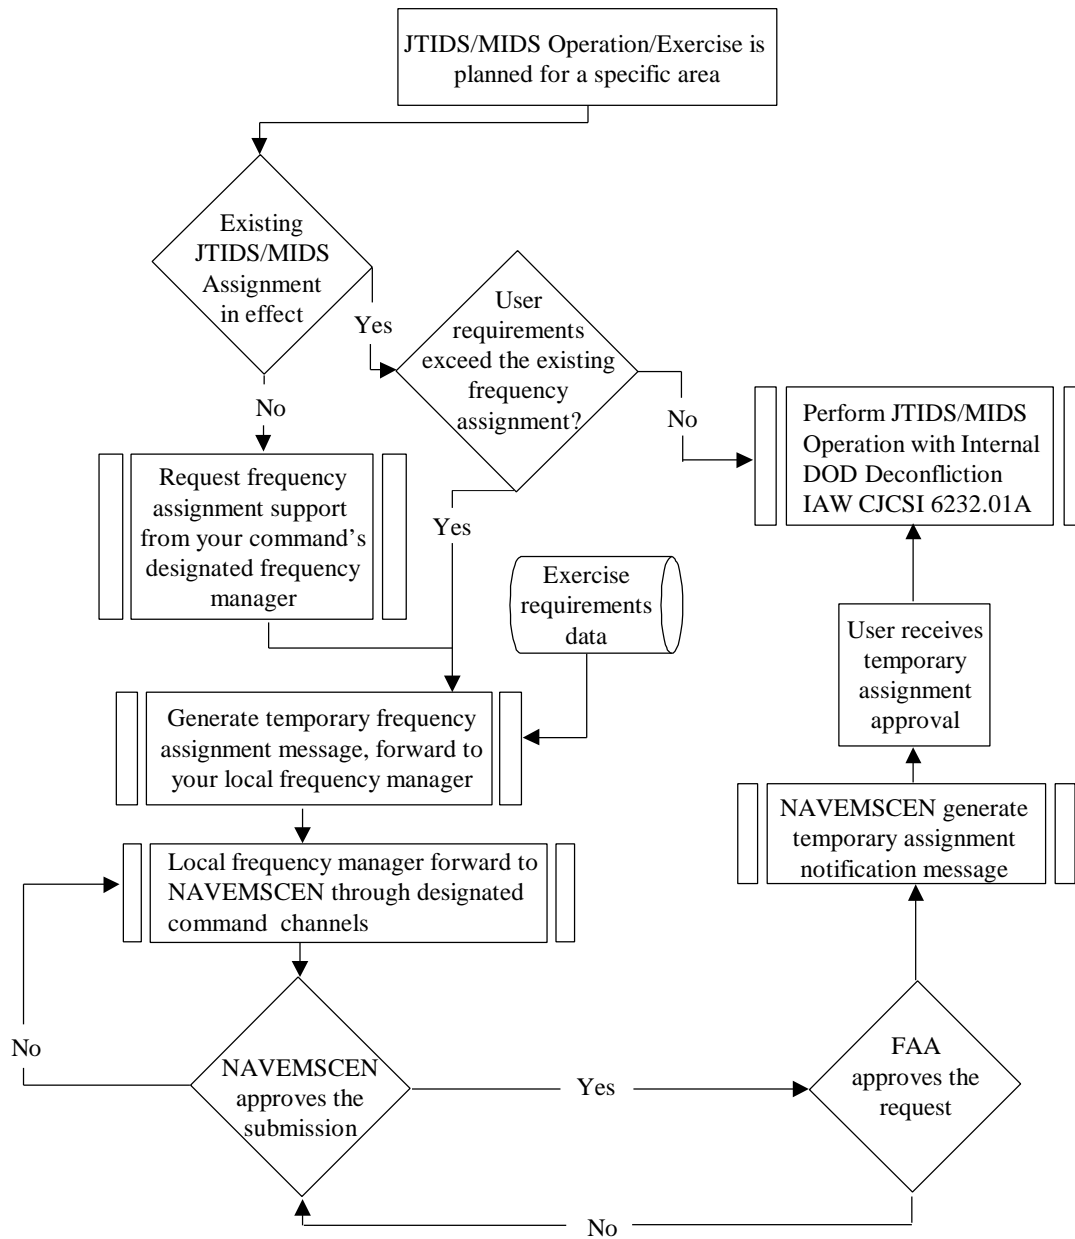 JTIDS/MIDS Operation/Exercise is
planned for a specific area
Existing
JTIDS/MIDS
Assignment
in effect
Yes
User
requirements
exceed the existing
frequency
assignment?
No
No
Perform JTIDS/MIDS
Operation with Internal
DOD Deconfliction
IAW CJCSI 6232.01A
Request frequency
assignment support
from your command’s
designated frequency
manager
Yes
Exercise
requirements
data
User receives
temporary
assignment
approval
Generate temporary frequency
assignment message, forward to
your local frequency manager
NAVEMSCEN generate
temporary assignment
notification message
Local frequency manager forward to
NAVEMSCEN through designated
command channels
No
NAVEMSCEN
approves the
submission
Yes
FAA
approves the
request
No